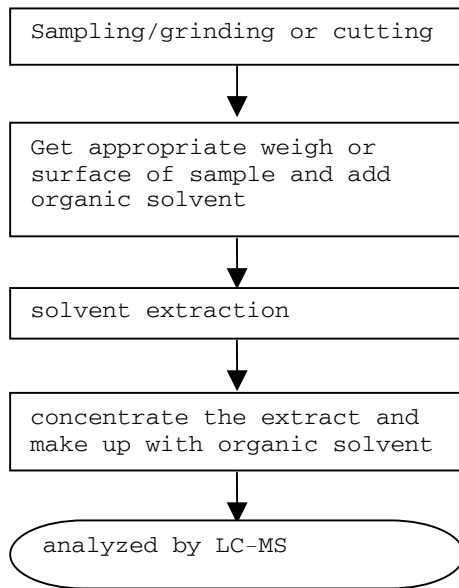 Sampling/grinding or cutting
Get appropriate weigh or
surface of sample and add
organic solvent
solvent extraction
concentrate the extract and
make up with organic solvent
analyzed by LC-MS